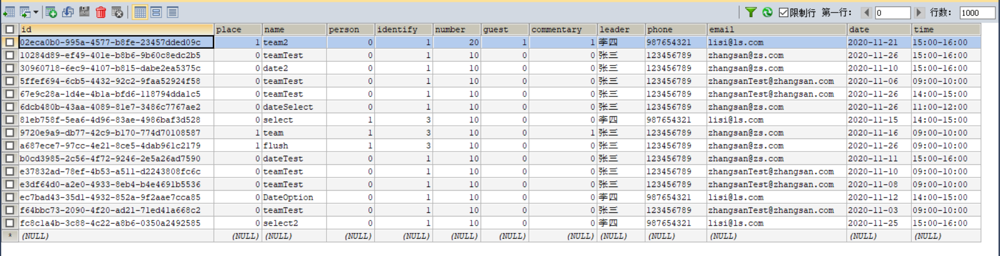 限制行 第一行: 0 行数: 1000
id place name person identify number guest commentary leader phone email date time
02eca0b0-995a-4577-b8fe-23457dded09c 1 team2 0 1 20 1 1 李四 987654321 lisi@ls.com 2020-11-21 15:00-16:00
10284d89-ef49-401e-b8b6-9b60c8edc2b5 0 teamTest 0 1 10 0 0 张三 123456789 zhangsan@zs.com 2020-11-26 15:00-16:00
30960718-6ec9-4107-b815-dabe2ea5375c 0 date2 0 1 10 0 0 张三 123456789 zhangsan@zs.com 2020-11-10 15:00-16:00
5ffef694-6cb5-4432-92c2-9faa52924f58 0 teamTest 0 1 10 0 0 张三 123456789 zhangsanTest@zhangsan.com 2020-11-06 09:00-10:00
67e9c28a-1d4e-4b1a-bfd6-118794dda1c5 0 teamTest 0 1 10 0 0 张三 123456789 zhangsan@zs.com 2020-11-26 14:00-15:00
6dcb480b-43aa-4089-81e7-3486c7767ae2 0 dateSelect 0 1 10 0 0 张三 123456789 zhangsan@zs.com 2020-11-26 11:00-12:00
81eb758f-5ea6-4d96-83ae-4986baf3d528 0 select 1 3 10 0 0 李四 987654321 lisi@ls.com 2020-11-15 14:00-15:00
9720e9a9-db77-42c9-b170-774d70108587 1 team 1 3 10 0 1 张三 123456789 zhangsan@zs.com 2020-11-16 09:00-10:00
a687ece7-97cc-4e21-8ce5-4dab961c2179 1 flush 1 3 10 0 0 张三 123456789 zhangsan@zs.com 2020-11-26 09:00-10:00
b0cd3985-2c56-4f72-9246-2e5a26ad7590 0 dateTest 0 1 10 0 0 张三 123456789 zhangsan@zs.com 2020-11-11 15:00-16:00
e37832ad-78ef-4b53-a511-d2243808fc6c 0 teamTest 0 1 10 0 0 张三 123456789 zhangsanTest@zhangsan.com 2020-11-10 09:00-10:00
e3df64d0-a2e0-4933-8eb4-b4e4691b5536 0 teamTest 0 1 10 0 0 张三 123456789 zhangsanTest@zhangsan.com 2020-11-08 09:00-10:00
ec7bad43-35d1-4932-852a-9f2aae7cca85 0 DateOption 0 1 10 0 0 李四 987654321 lisi@ls.com 2020-11-12 14:00-15:00
f64bbc73-2090-4f20-ad21-71ed41a668c2 0 teamTest 0 1 10 0 0 张三 123456789 zhangsanTest@zhangsan.com 2020-11-03 09:00-10:00
fc8c1a4b-3c88-4c22-a8b6-0350a2492585 0 select2 0 1 10 0 0 李四 987654321 lisi@ls.com 2020-11-25 15:00-16:00
* (NULL) (NULL) (NULL) (NULL) (NULL) (NULL) (NULL) (NULL) (NULL) (NULL) (NULL) (NULL) (NULL)